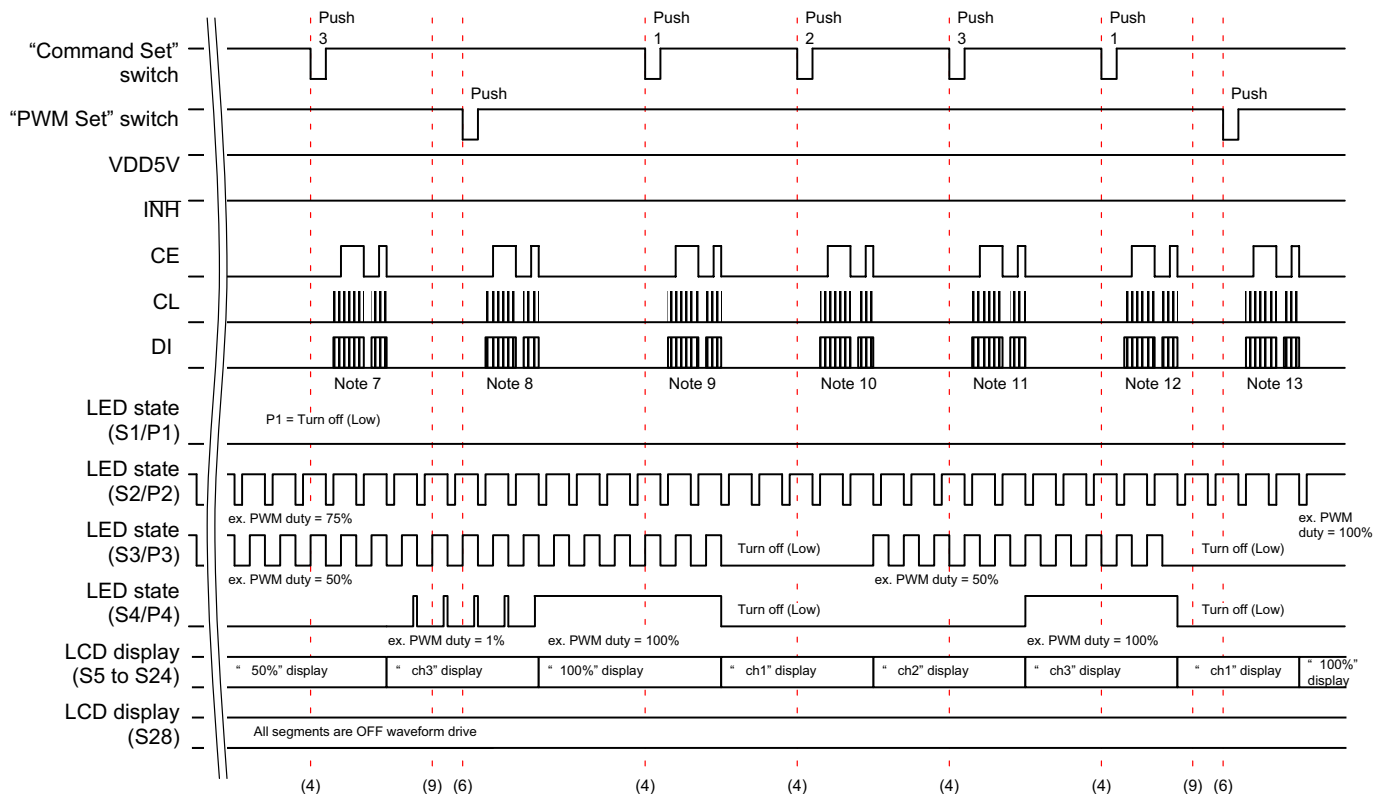 Push Push Push Push Push
3 1 2 3 1
“Command Set”
switch
Push Push
“PWM Set” switch
VDD5V
INH
CE
CL
DI
Note 7 Note 8 Note 9 Note 10 Note 11 Note 12 Note 13
LED state
(S1/P1)
P1 = Turn off (Low)
LED state
(S2/P2)
ex. PWM duty = 75%
ex. PWM
duty = 100%
LED state
(S3/P3)
Turn off (Low) Turn off (Low)
ex. PWM duty = 50% ex. PWM duty = 50%
LED state
(S4/P4)
Turn off (Low) Turn off (Low)
ex. PWM duty = 1% ex. PWM duty = 100% ex. PWM duty = 100%
LCD display
(S5 to S24)
“ 50%” display “ ch3” display “ 100%” display “ ch1” display “ ch2” display “ ch3” display “ ch1” display “ 100%”
display
LCD display
(S28)
All segments are OFF waveform drive
(4) (9) (6) (4) (4) (4) (4) (9) (6)